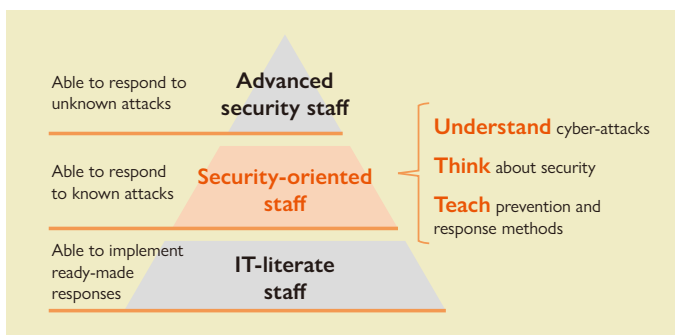 Able to respond to
unknown attacks
Advanced
security staff
Able to respond
to known attacks
Security-oriented
staff
Understand cyber-attacks
Think about security
Teach prevention and
response methods
Able to implement
ready-made
responses
IT-literate
staff